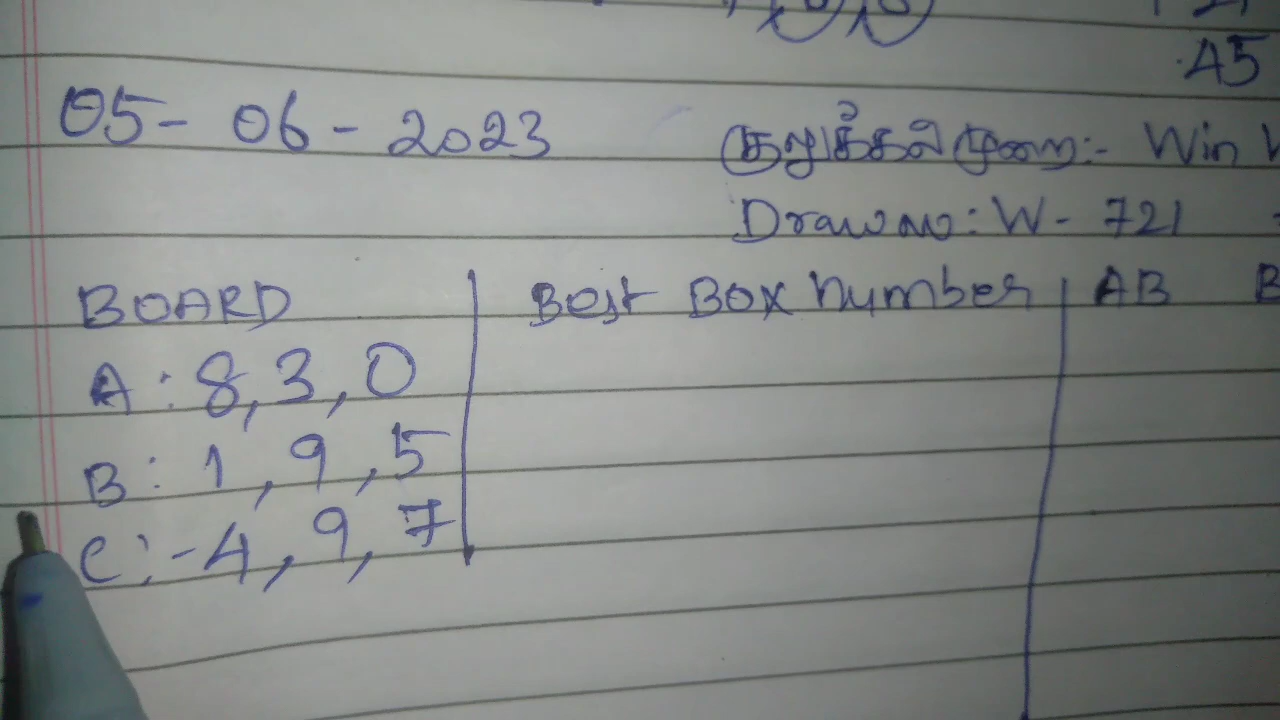 .45
05- 06 - 2023
குலுக்கல் முறை:- Win
Draw no: W- 721
BOARD Best Box number AB B
A : 8, 3, 0
B : 1, 9, 5
C :- 4, 9, 7